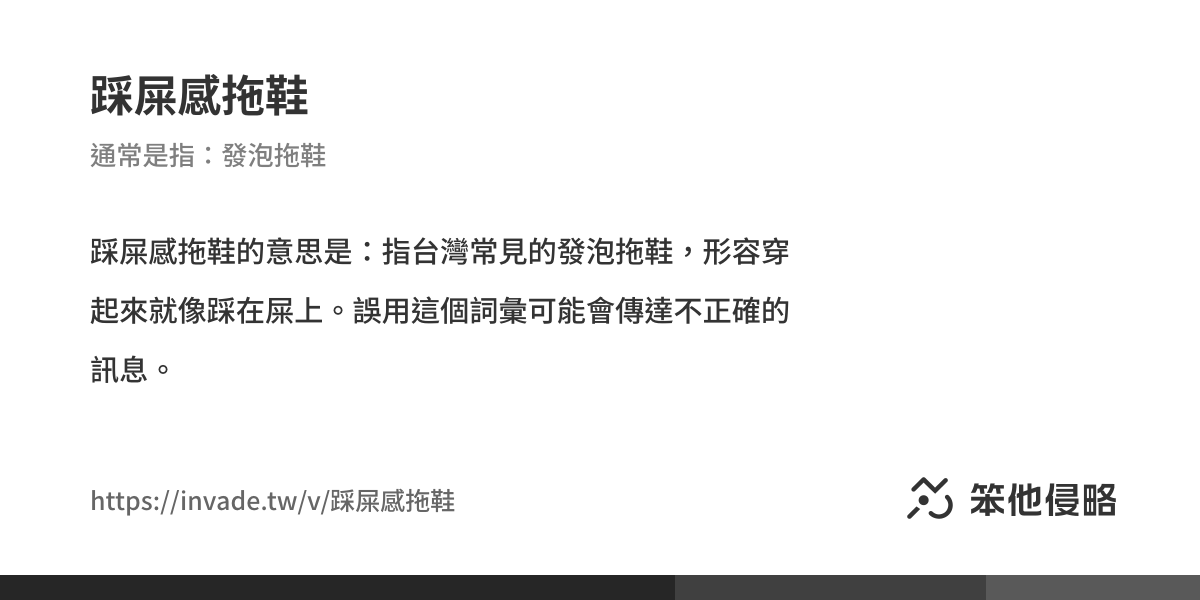 踩屎感拖鞋
通常是指：發泡拖鞋
踩屎感拖鞋的意思是：指台灣常見的發泡拖鞋，形容穿
起來就像踩在屎上。誤用這個詞彙可能會傳達不正確的
訊息。
https://invade.tw/v/踩屎感拖鞋
笨他侵略